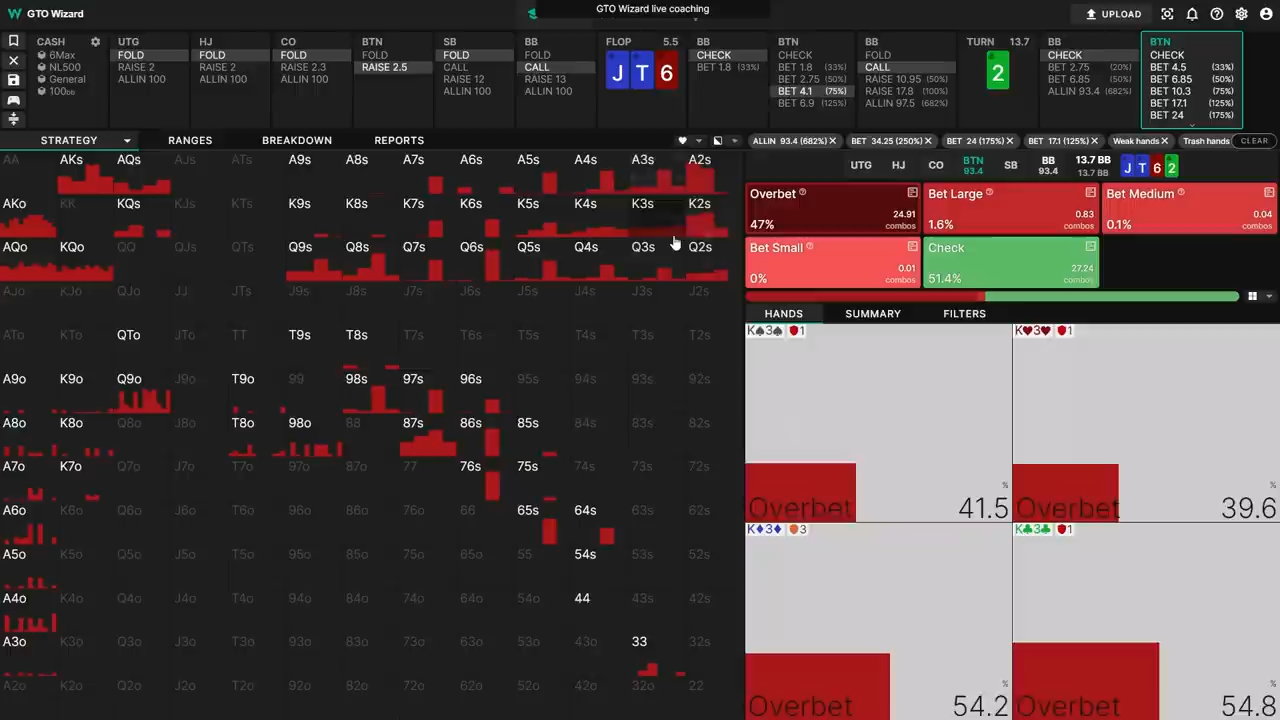 GTO Wizard
GTO Wizard live coaching
UPLOAD
CASH
6Max
NL500
General
100BB
UTG
FOLD
RAISE 2
ALLIN 100
HJ
FOLD
RAISE 2
ALLIN 100
CO
FOLD
RAISE 2.3
ALLIN 100
BTN
FOLD
RAISE 2.5
SB
FOLD
CALL
RAISE 12
ALLIN 100
BB
FOLD
CALL
RAISE 13
ALLIN 100
FLOP 5.5
J T 6
BB
CHECK
BET 1.8 (33%)
BTN
CHECK
BET 1.8 (33%)
BET 2.75 (50%)
BET 4.1 (75%)
BET 6.9 (125%)
BB
FOLD
CALL
RAISE 10.95 (50%)
RAISE 17.8 (100%)
ALLIN 97.5 (682%)
TURN 13.7
2
BB
CHECK
BET 2.75 (20%)
BET 6.85 (50%)
ALLIN 93.4 (682%)
BTN
CHECK
BET 4.5 (33%)
BET 6.85 (50%)
BET 10.3 (75%)
BET 17.1 (125%)
BET 24 (175%)
STRATEGY RANGES BREAKDOWN REPORTS
ALLIN 93.4 (682%) BET 34.25 (250%) BET 24 (175%) BET 17.1 (125%) Weak hands Trash hands CLEAR
UTG HJ CO BTN 93.4 SB BB 93.4 13.7 BB 13.7 BB J T 6 2
AA AKs AQs AJs ATs A9s A8s A7s A6s A5s A4s A3s A2s
AKo KK KQs KJs KTs K9s K8s K7s K6s K5s K4s K3s K2s
AQo KQo QQ QJs QTs Q9s Q8s Q7s Q6s Q5s Q4s Q3s Q2s
AJo KJo QJo JJ JTs J9s J8s J7s J6s J5s J4s J3s J2s
ATo KTo QTo JTo TT T9s T8s T7s T6s T5s T4s T3s T2s
A9o K9o Q9o J9o T9o 99 98s 97s 96s 95s 94s 93s 92s
A8o K8o Q8o J8o T8o 98o 88 87s 86s 85s 84s 83s 82s
A7o K7o Q7o J7o T7o 97o 87o 77 76s 75s 74s 73s 72s
A6o K6o Q6o J6o T6o 96o 86o 76o 66 65s 64s 63s 62s
A5o K5o Q5o J5o T5o 95o 85o 75o 65o 55 54s 53s 52s
A4o K4o Q4o J4o T4o 94o 84o 74o 64o 54o 44 43s 42s
A3o K3o Q3o J3o T3o 93o 83o 73o 63o 53o 43o 33 32s
A2o K2o Q2o J2o T2o 92o 82o 72o 62o 52o 42o 32o 22
Overbet
47%
24.91
combos
Bet Large
1.6%
0.83
combos
Bet Medium
0.1%
0.04
combos
Bet Small
0%
0.01
combos
Check
51.4%
27.24
combos
HANDS SUMMARY FILTERS
K♠3♠ 1
%
Overbet 41.5
K♥3♥ 1
%
Overbet 39.6
K♦3♦ 3
%
Overbet 54.2
K♣3♣ 1
%
Overbet 54.8